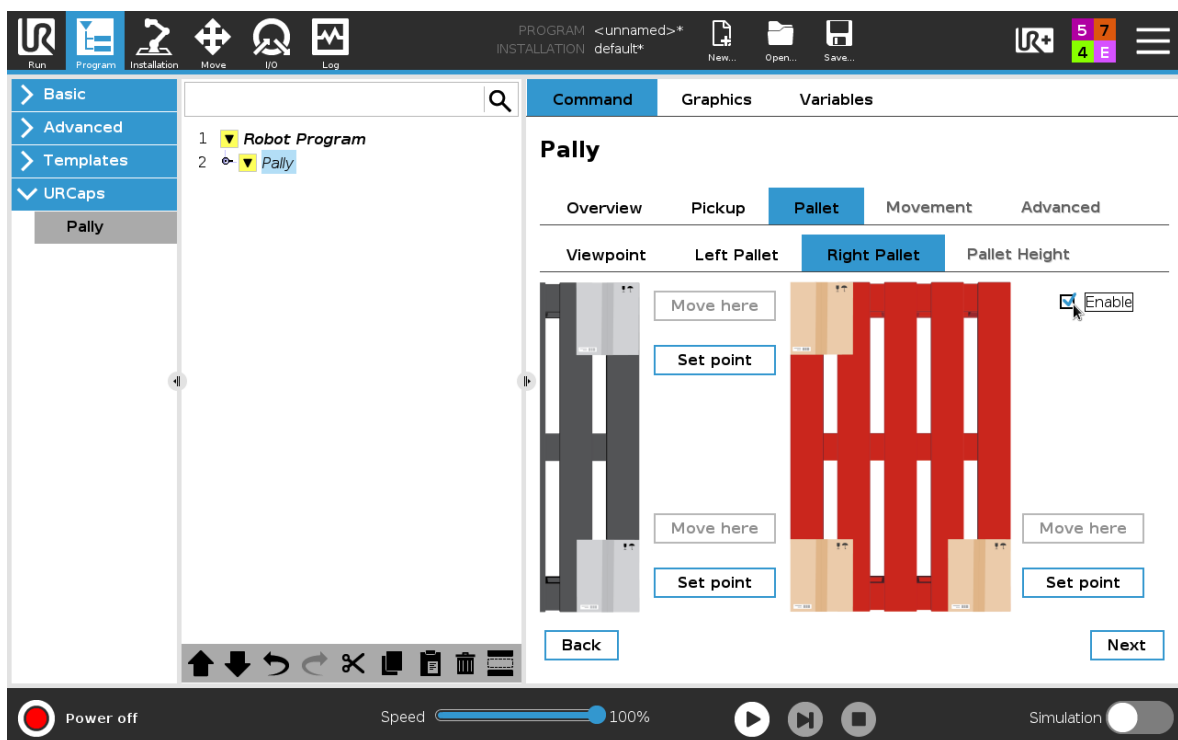 PROGRAM <unnamed>*
INSTALLATION default*
Run
Program
Installation
Move
I/O
Log
New...
Open...
Save...
UR+
5 7
4 E
Basic
Advanced
Templates
URCaps
Pally
1 Robot Program
2 Pally
Command Graphics Variables
Pally
Overview Pickup Pallet Movement Advanced
Viewpoint Left Pallet Right Pallet Pallet Height
Move here
Enable
Set point
Move here Move here
Set point Set point
Back Next
Power off Speed 100% Simulation